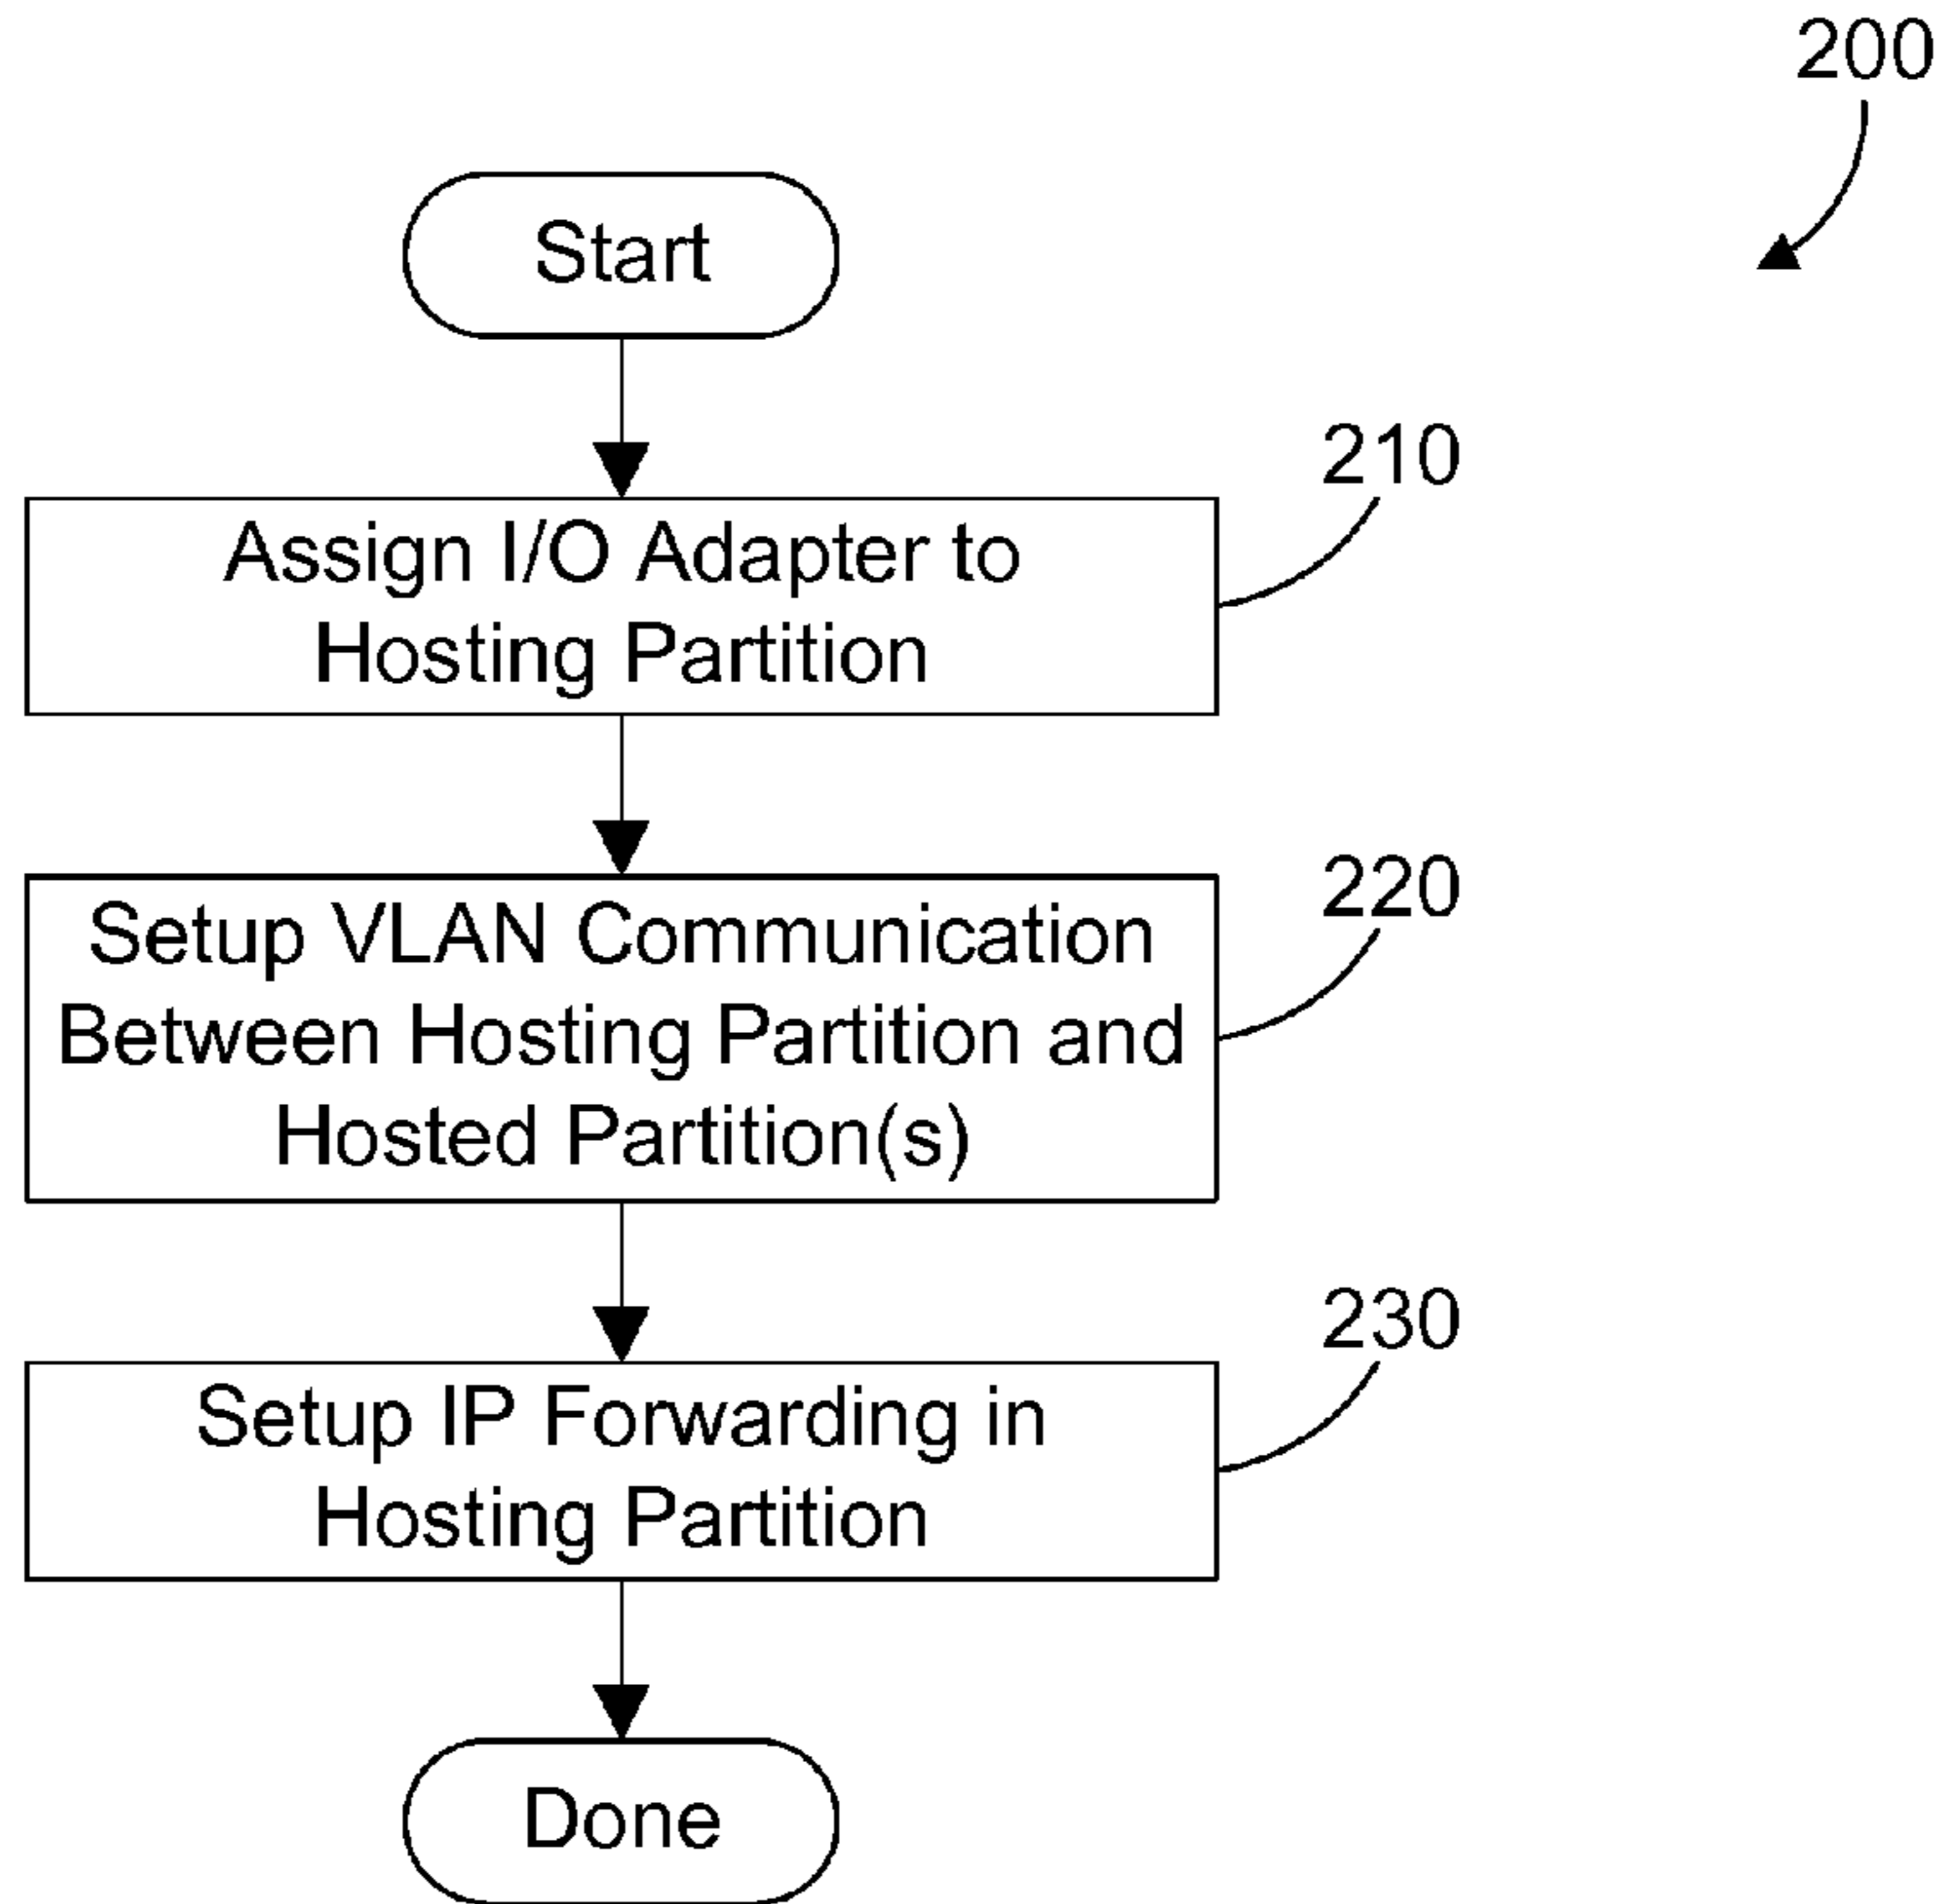 200
Start
210
Assign I/O Adapter to
Hosting Partition
220
Setup VLAN Communication
Between Hosting Partition and
Hosted Partition(s)
230
Setup IP Forwarding in
Hosting Partition
Done